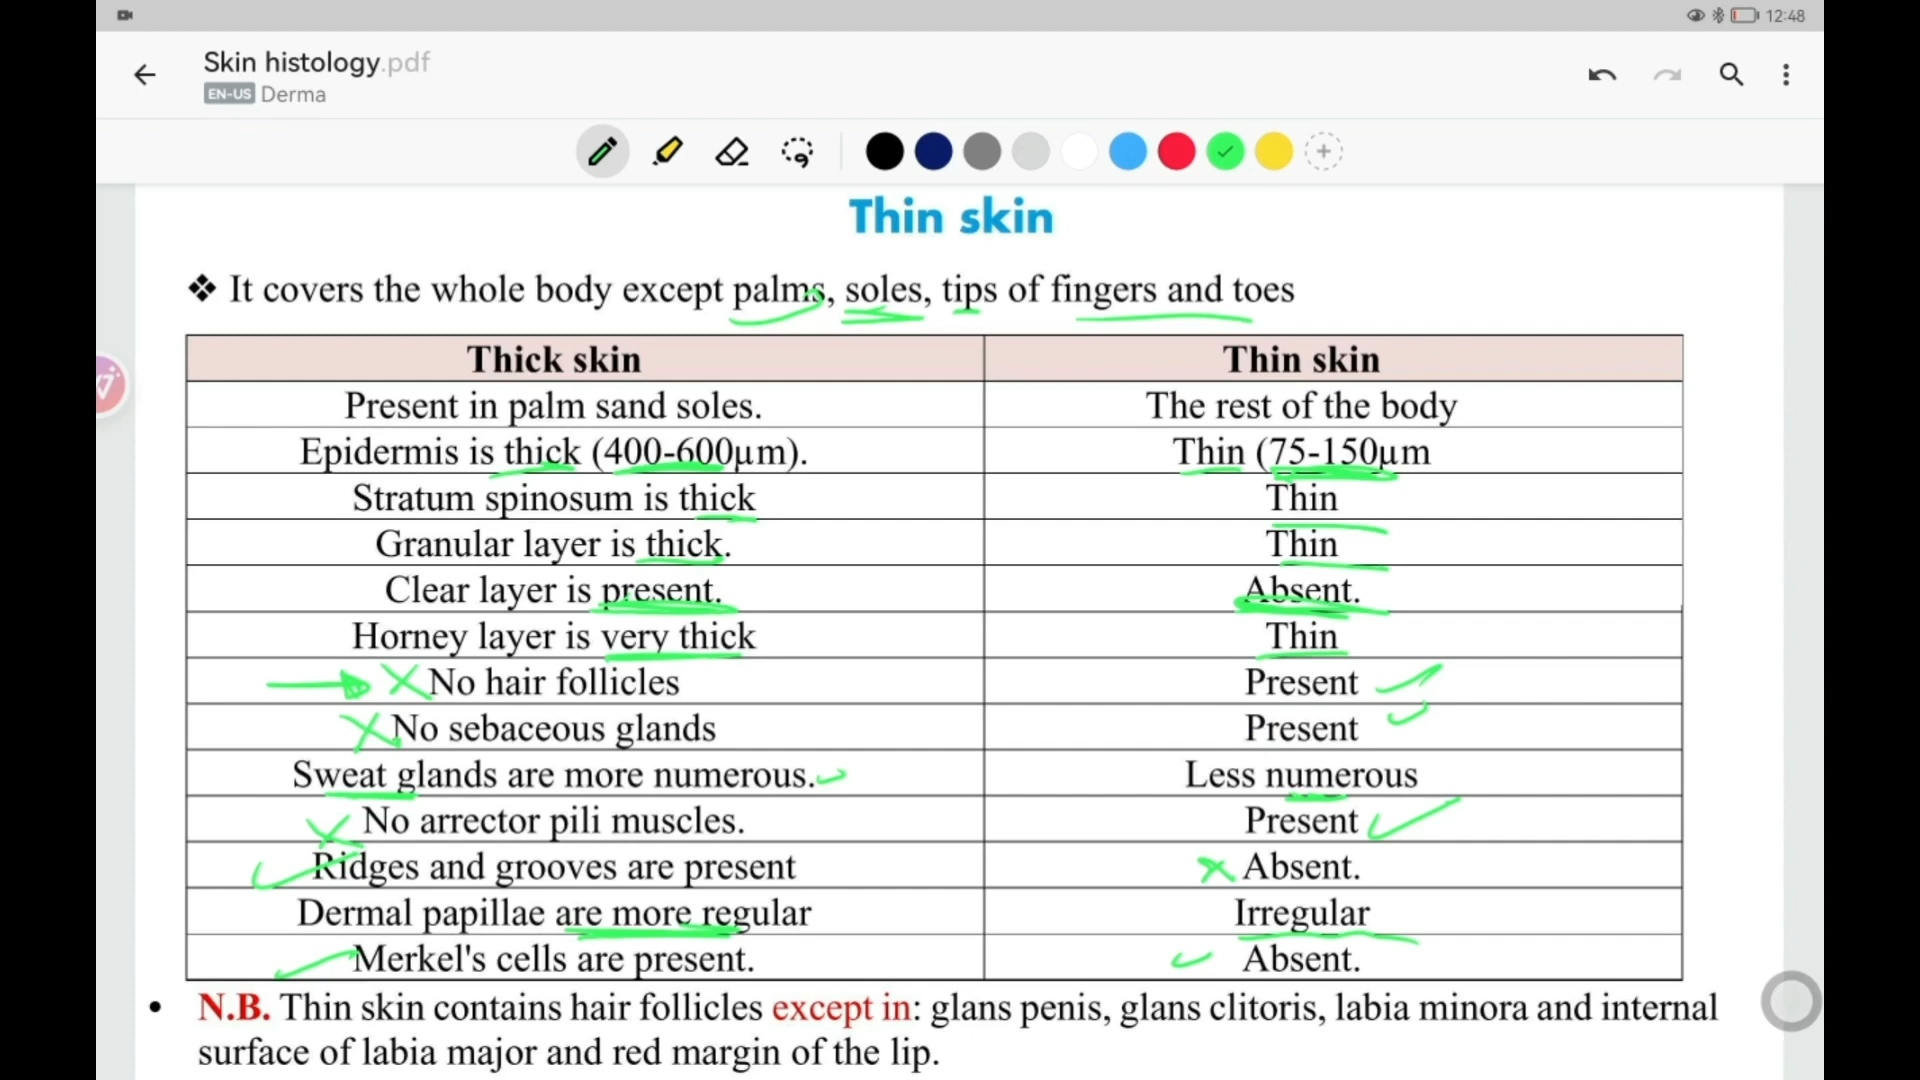 12:48
Skin histology.pdf
EN-US Derma
Thin skin
❖ It covers the whole body except palms, soles, tips of fingers and toes
Thick skin Thin skin
Present in palm sand soles. The rest of the body
Epidermis is thick (400-600µm). Thin (75-150µm
Stratum spinosum is thick Thin
Granular layer is thick. Thin
Clear layer is present. Absent.
Horney layer is very thick Thin
No hair follicles Present
No sebaceous glands Present
Sweat glands are more numerous. Less numerous
No arrector pili muscles. Present
Ridges and grooves are present Absent.
Dermal papillae are more regular Irregular
Merkel's cells are present. Absent.
• N.B. Thin skin contains hair follicles except in: glans penis, glans clitoris, labia minora and internal
surface of labia major and red margin of the lip.